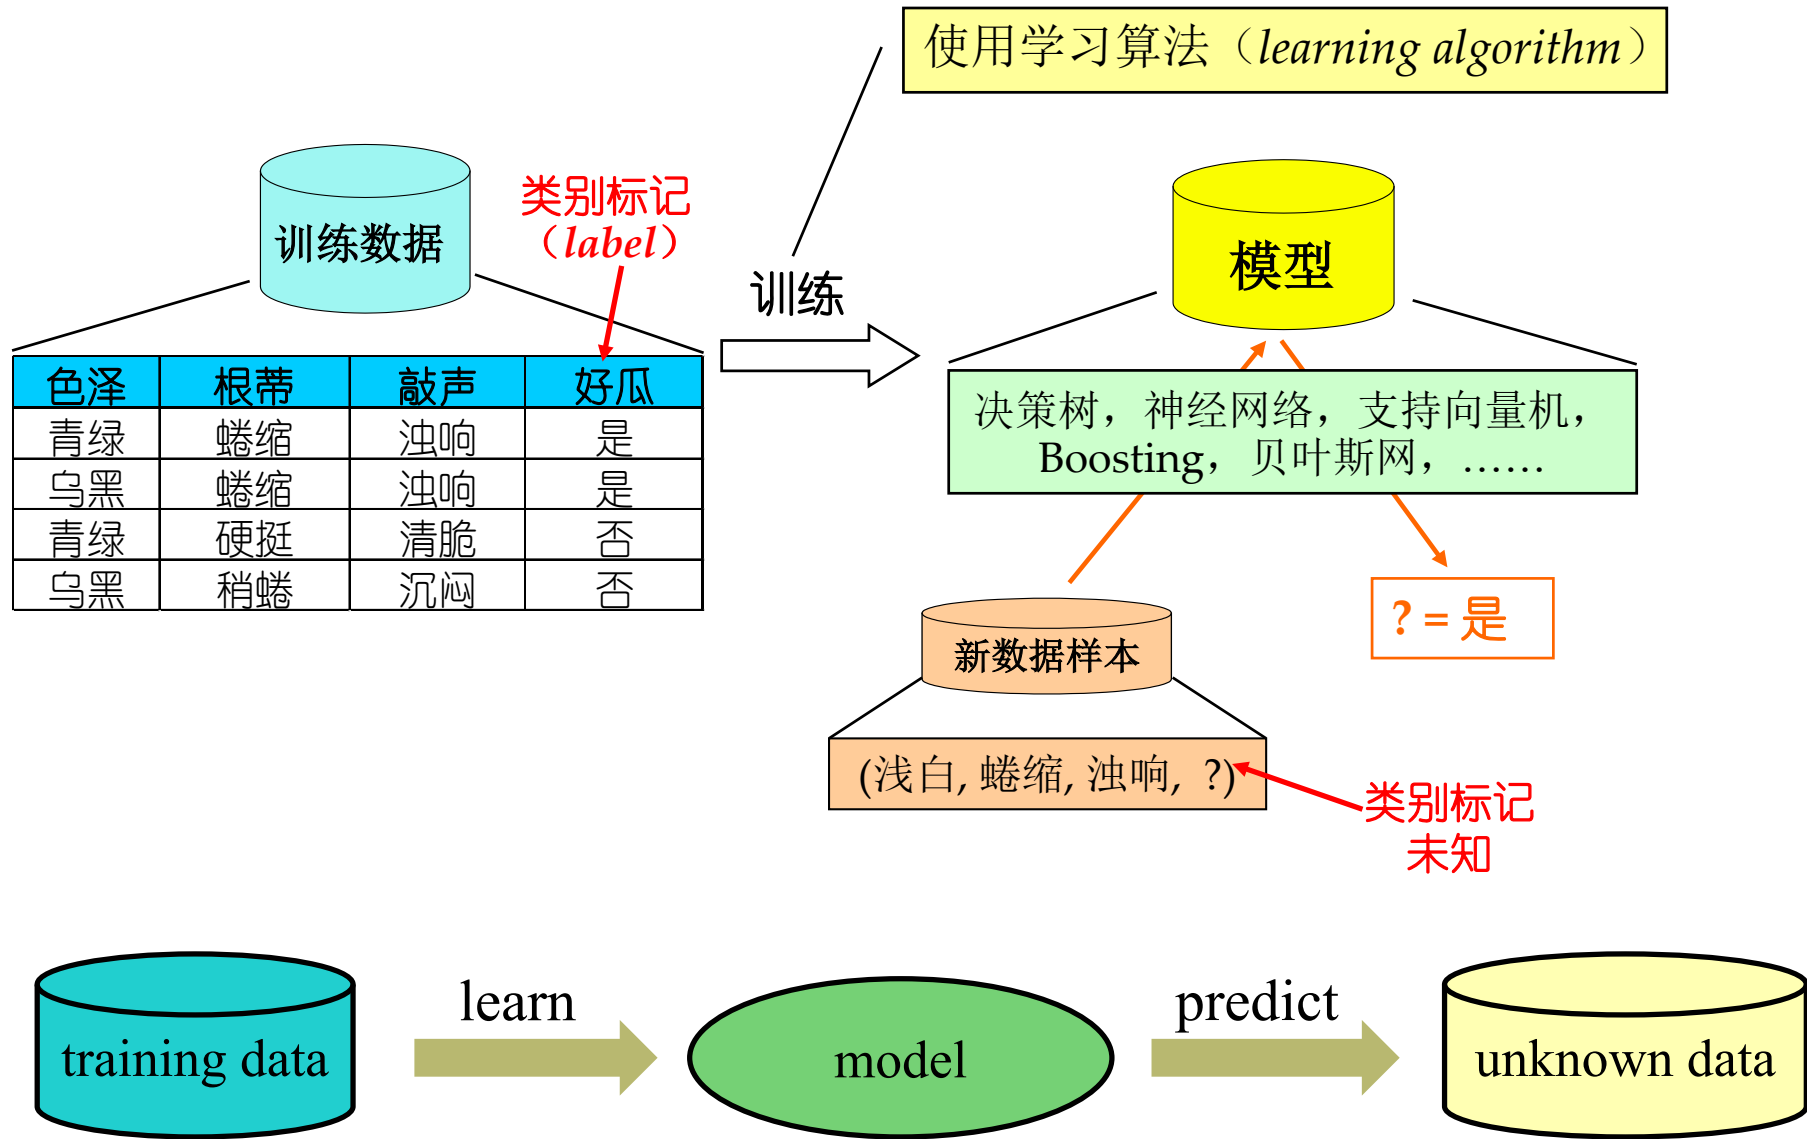 使用学习算法（learning algorithm）
训练数据
类别标记
（label）
训练
模型
色泽 根蒂 敲声 好瓜
青绿 蜷缩 浊响 是
乌黑 蜷缩 浊响 是
青绿 硬挺 清脆 否
乌黑 稍蜷 沉闷 否
决策树，神经网络，支持向量机，
Boosting，贝叶斯网，……
? = 是
新数据样本
(浅白, 蜷缩, 浊响, ?)
类别标记
未知
training data
learn
model
predict
unknown data